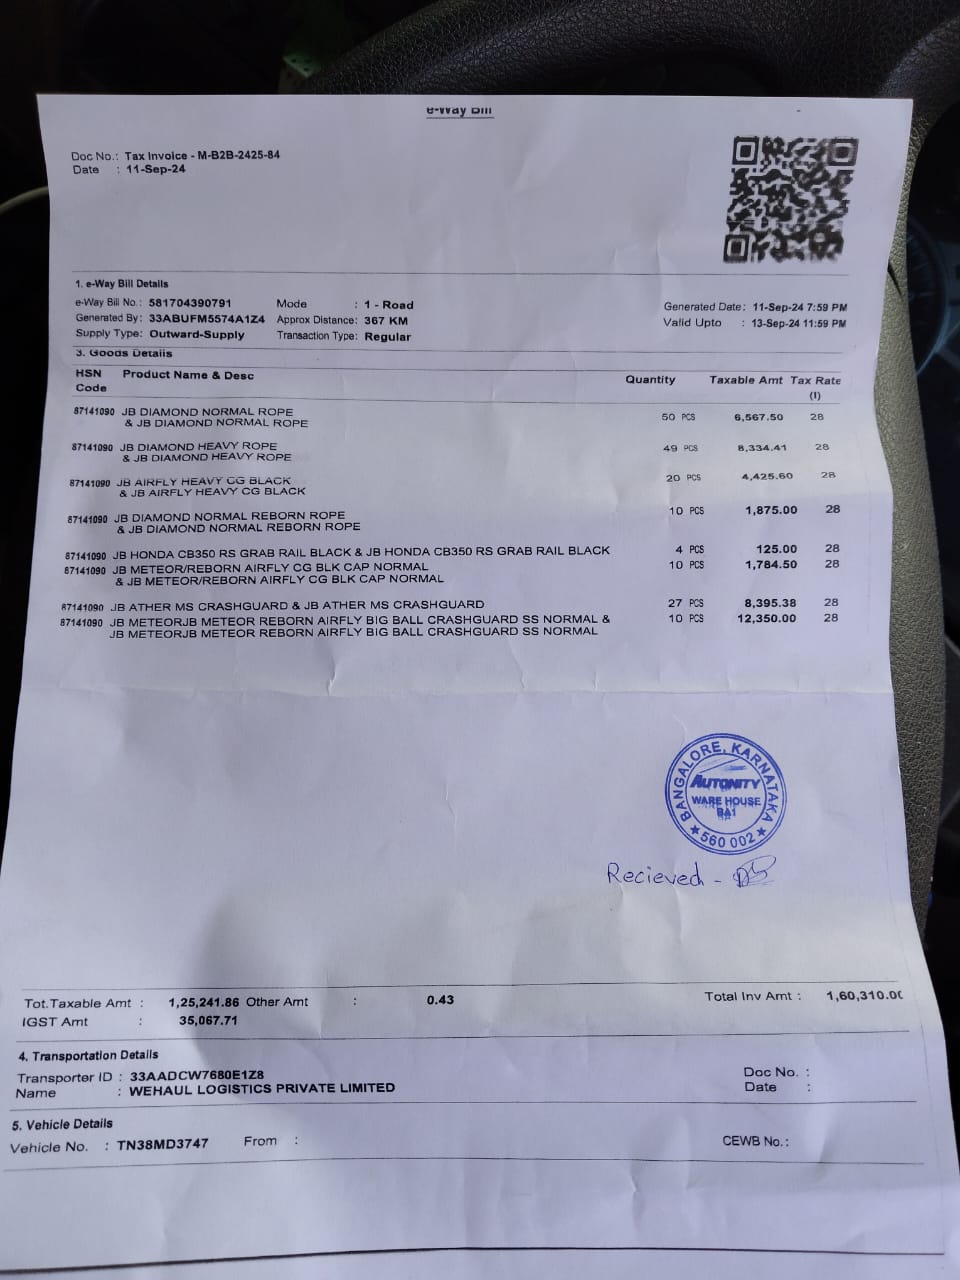 e-Way Bill
Doc No.: Tax Invoice - M-B2B-2425-84
Date : 11-Sep-24
1. e-Way Bill Details
e-Way Bill No.: 581704390791 Mode : 1 - Road Generated Date: 11-Sep-24 7:59 PM
Generated By: 33ABUFM5574A1Z4 Approx Distance: 367 KM Valid Upto : 13-Sep-24 11:59 PM
Supply Type: Outward-Supply Transaction Type: Regular
3. Goods Details
HSN Code Product Name & Desc Quantity Taxable Amt Tax Rate (I)
87141090 JB DIAMOND NORMAL ROPE 50 PCS 6,567.50 28
& JB DIAMOND NORMAL ROPE
87141090 JB DIAMOND HEAVY ROPE 49 PCS 8,334.41 28
& JB DIAMOND HEAVY ROPE
87141090 JB AIRFLY HEAVY CG BLACK 20 PCS 4,425.60 28
& JB AIRFLY HEAVY CG BLACK
87141090 JB DIAMOND NORMAL REBORN ROPE 10 PCS 1,875.00 28
& JB DIAMOND NORMAL REBORN ROPE
87141090 JB HONDA CB350 RS GRAB RAIL BLACK & JB HONDA CB350 RS GRAB RAIL BLACK 4 PCS 125.00 28
87141090 JB METEOR/REBORN AIRFLY CG BLK CAP NORMAL 10 PCS 1,784.50 28
& JB METEOR/REBORN AIRFLY CG BLK CAP NORMAL
87141090 JB ATHER MS CRASHGUARD & JB ATHER MS CRASHGUARD 27 PCS 8,395.38 28
87141090 JB METEORJB METEOR REBORN AIRFLY BIG BALL CRASHGUARD SS NORMAL & 10 PCS 12,350.00 28
JB METEORJB METEOR REBORN AIRFLY BIG BALL CRASHGUARD SS NORMAL
BANGALORE, KARNATAKA
AUTONITY
WARE HOUSE
BA1
★ 560 002 ★
Recieved -
Tot.Taxable Amt : 1,25,241.86 Other Amt : 0.43 Total Inv Amt : 1,60,310.00
IGST Amt : 35,067.71
4. Transportation Details
Transporter ID : 33AADCW7680E1Z8 Doc No. :
Name : WEHAUL LOGISTICS PRIVATE LIMITED Date :
5. Vehicle Details
Vehicle No. : TN38MD3747 From : CEWB No.: